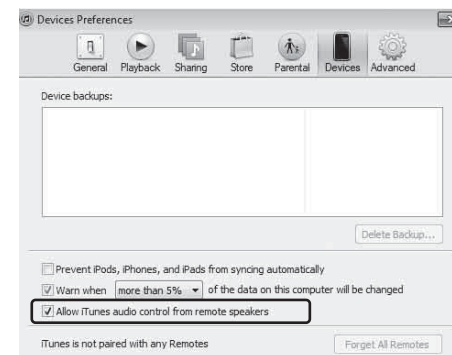 Devices Preferences
General Playback Sharing Store Parental Devices Advanced
Device backups:
Delete Backup...
Prevent iPods, iPhones, and iPads from syncing automatically
Warn when more than 5% of the data on this computer will be changed
Allow iTunes audio control from remote speakers
iTunes is not paired with any Remotes Forget All Remotes